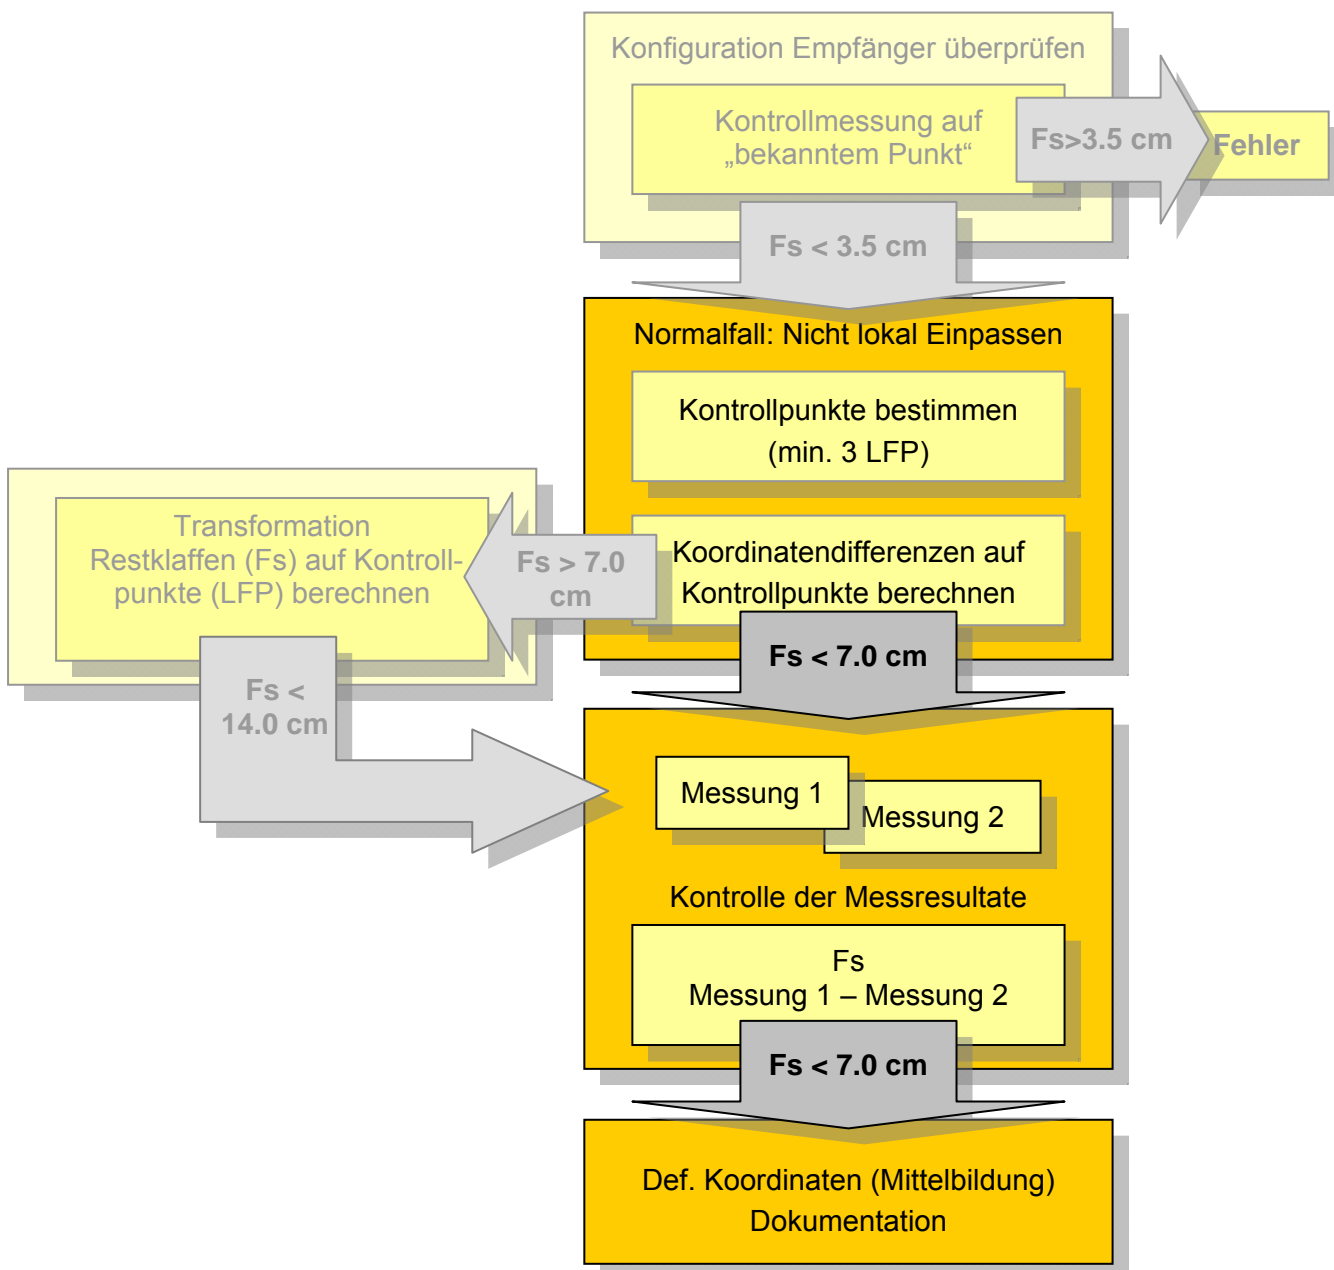 Konfiguration Empfänger überprüfen
Kontrollmessung auf
„bekanntem Punkt“
Fs>3.5 cm
Fehler
Fs < 3.5 cm
Normalfall: Nicht lokal Einpassen
Kontrollpunkte bestimmen
(min. 3 LFP)
Koordinatendifferenzen auf
Kontrollpunkte berechnen
Fs > 7.0
cm
Transformation
Restklaffen (Fs) auf Kontroll-
punkte (LFP) berechnen
Fs < 7.0 cm
Fs <
14.0 cm
Messung 1
Messung 2
Kontrolle der Messresultate
Fs
Messung 1 – Messung 2
Fs < 7.0 cm
Def. Koordinaten (Mittelbildung)
Dokumentation